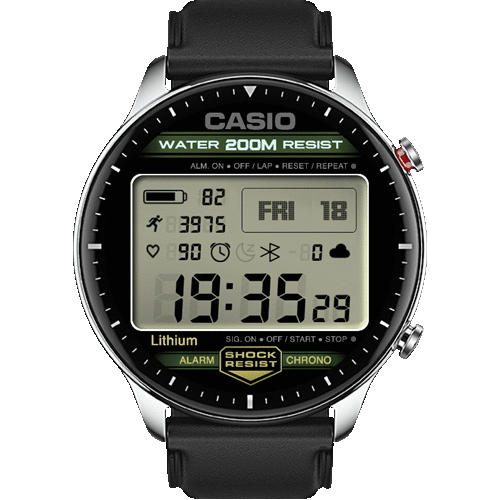 CASIO
WATER 200M RESIST
ALM. ON • OFF / LAP • RESET / REPEAT
82
3975
FRI 18
90 -0
19:35 29
Lithium SIG. ON • OFF / START • STOP
ALARM SHOCK RESIST CHRONO